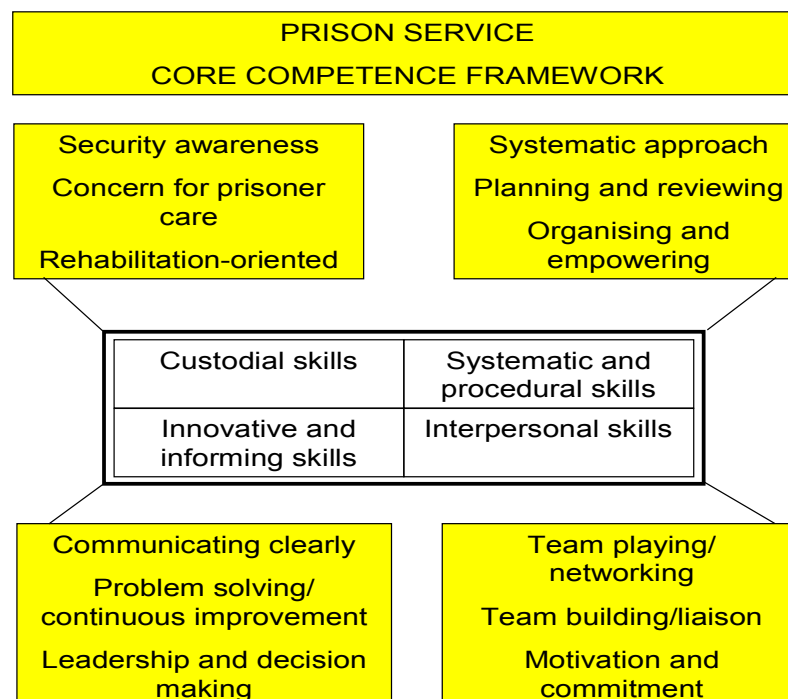 PRISON SERVICE
CORE COMPETENCE FRAMEWORK
Security awareness
Concern for prisoner
care
Rehabilitation-oriented
Systematic approach
Planning and reviewing
Organising and
empowering
Custodial skills
Systematic and
procedural skills
Innovative and
informing skills
Interpersonal skills
Communicating clearly
Problem solving/
continuous improvement
Leadership and decision
making
Team playing/
networking
Team building/liaison
Motivation and
commitment